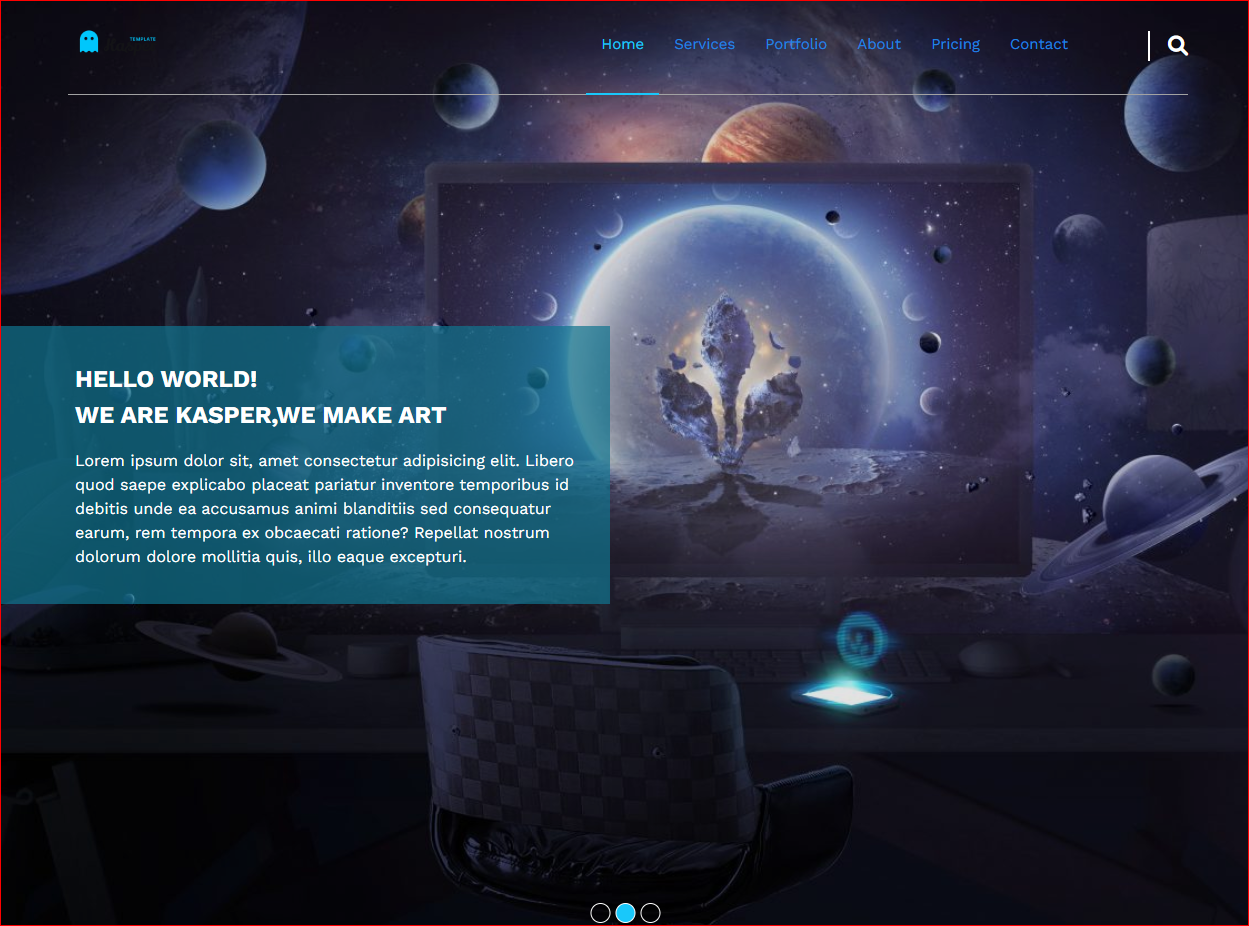 TEMPLATE
Home Services Portfolio About Pricing Contact
HELLO WORLD!
WE ARE KASPER,WE MAKE ART
Lorem ipsum dolor sit, amet consectetur adipisicing elit. Libero
quod saepe explicabo placeat pariatur inventore temporibus id
debitis unde ea accusamus animi blanditiis sed consequatur
earum, rem tempora ex obcaecati ratione? Repellat nostrum
dolorum dolore mollitia quis, illo eaque excepturi.